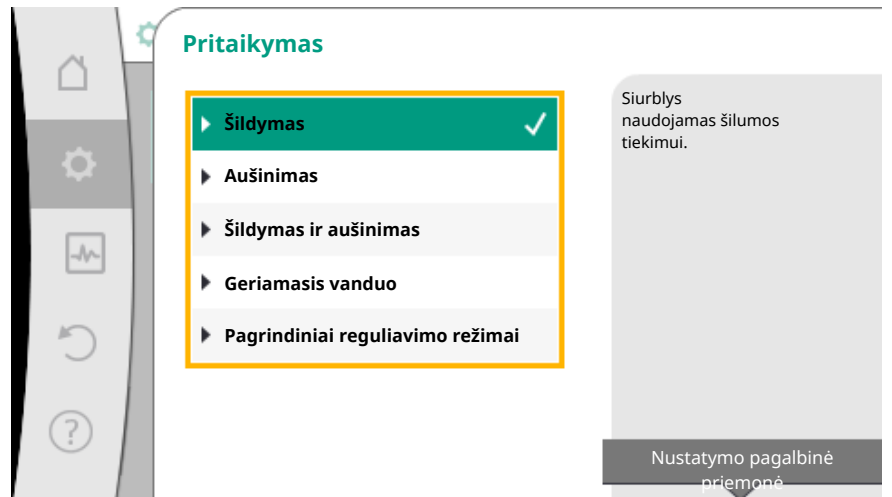 Pritaikymas
Šildymas
Aušinimas
Šildymas ir aušinimas
Geriamasis vanduo
Pagrindiniai reguliavimo režimai
Siurblys
naudojamas šilumos
tiekimui.
Nustatymo pagalbinė
priemonė
?